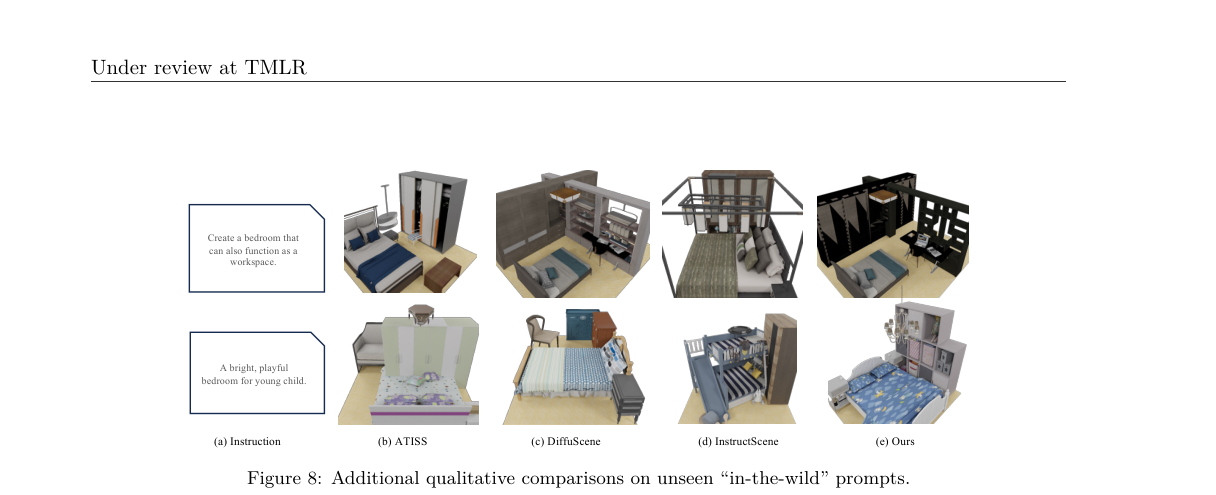 Under review at TMLR
Create a bedroom that
can also function as a
workspace.
A bright, playful
bedroom for young child.
(a) Instruction
(b) ATISS
(c) DiffuScene
(d) InstructScene
(e) Ours
Figure 8: Additional qualitative comparisons on unseen “in-the-wild” prompts.